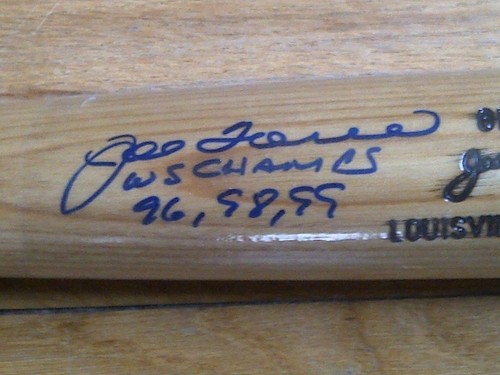 Joe Torre
WS CHAMPS
96, 98, 99
LOUISVI